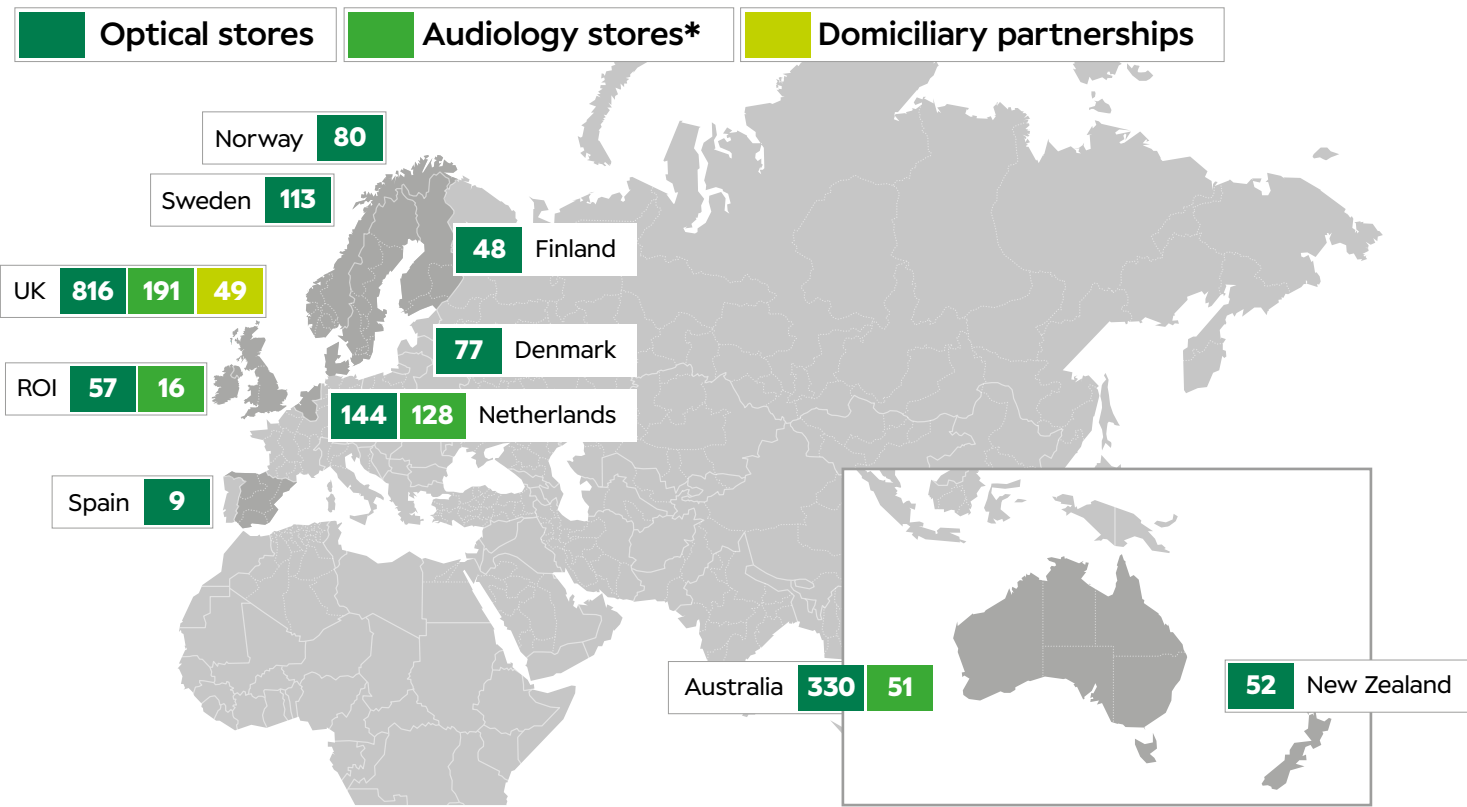 Optical stores Audiology stores* Domiciliary partnerships
Norway 80
Sweden 113
48 Finland
UK 816 191 49
77 Denmark
ROI 57 16
144 128 Netherlands
Spain 9
Australia 330 51
52 New Zealand